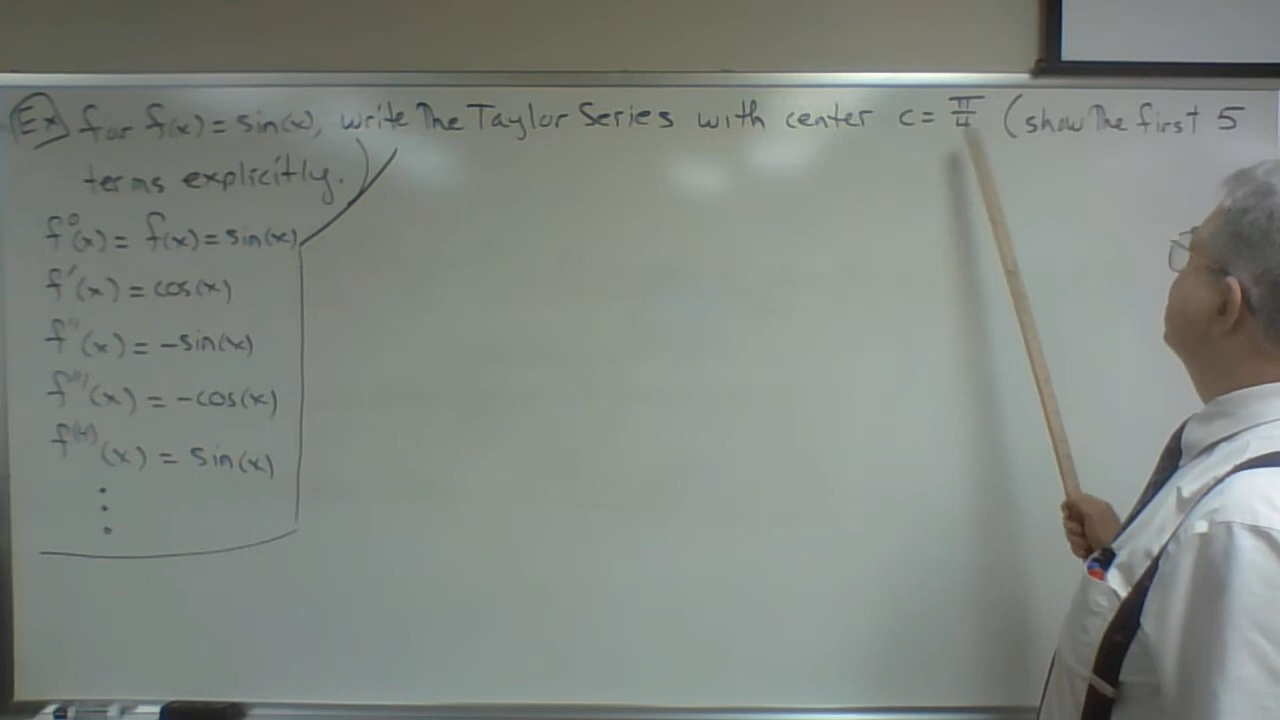 Ex for f(x) = sin(x), write The Taylor Series with center c = π/4 (show The first 5
terms explicitly.)
f⁰(x) = f(x) = sin(x)
f'(x) = cos(x)
f''(x) = -sin(x)
f'''(x) = -cos(x)
f⁽⁴⁾(x) = sin(x)
⋮